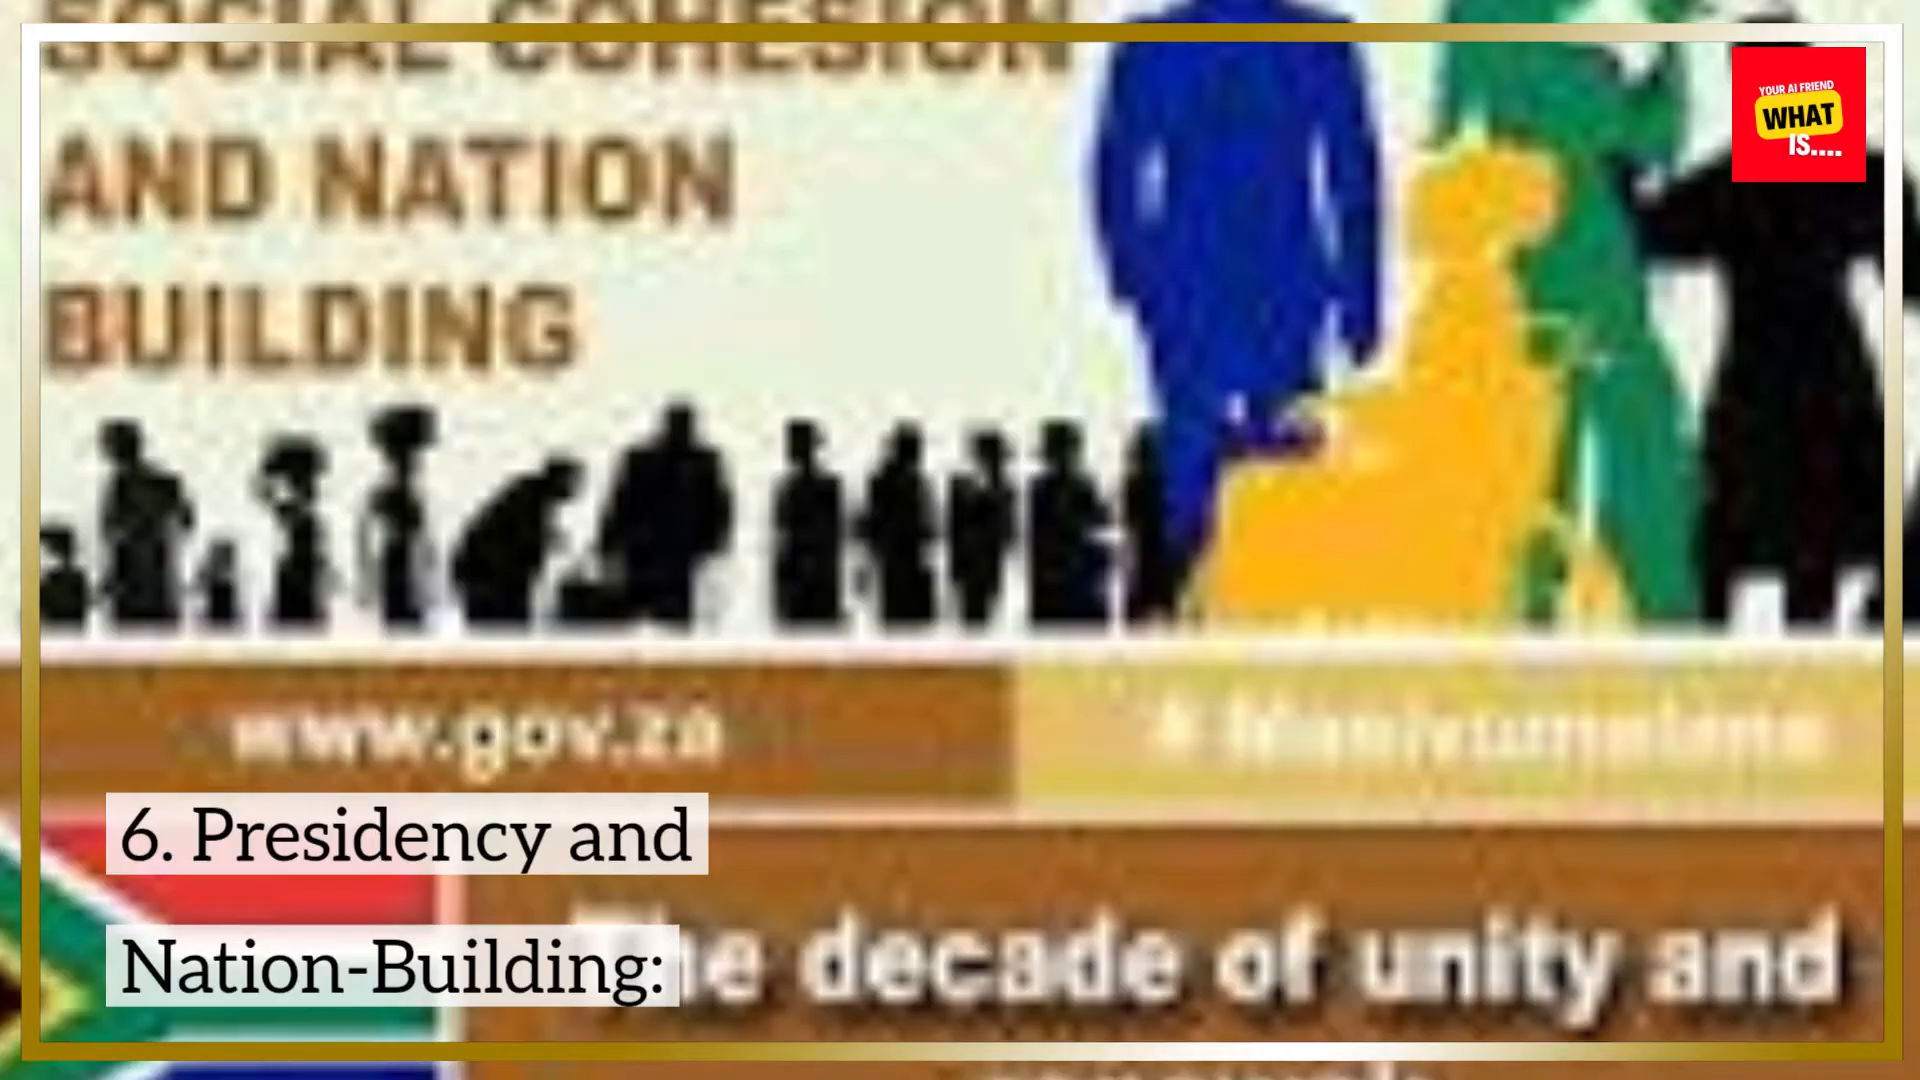 SOCIAL COHESION
AND NATION
BUILDING
YOUR AI FRIEND
WHAT
IS....
www.gov.za
6. Presidency and
Nation-Building:
The decade of unity and